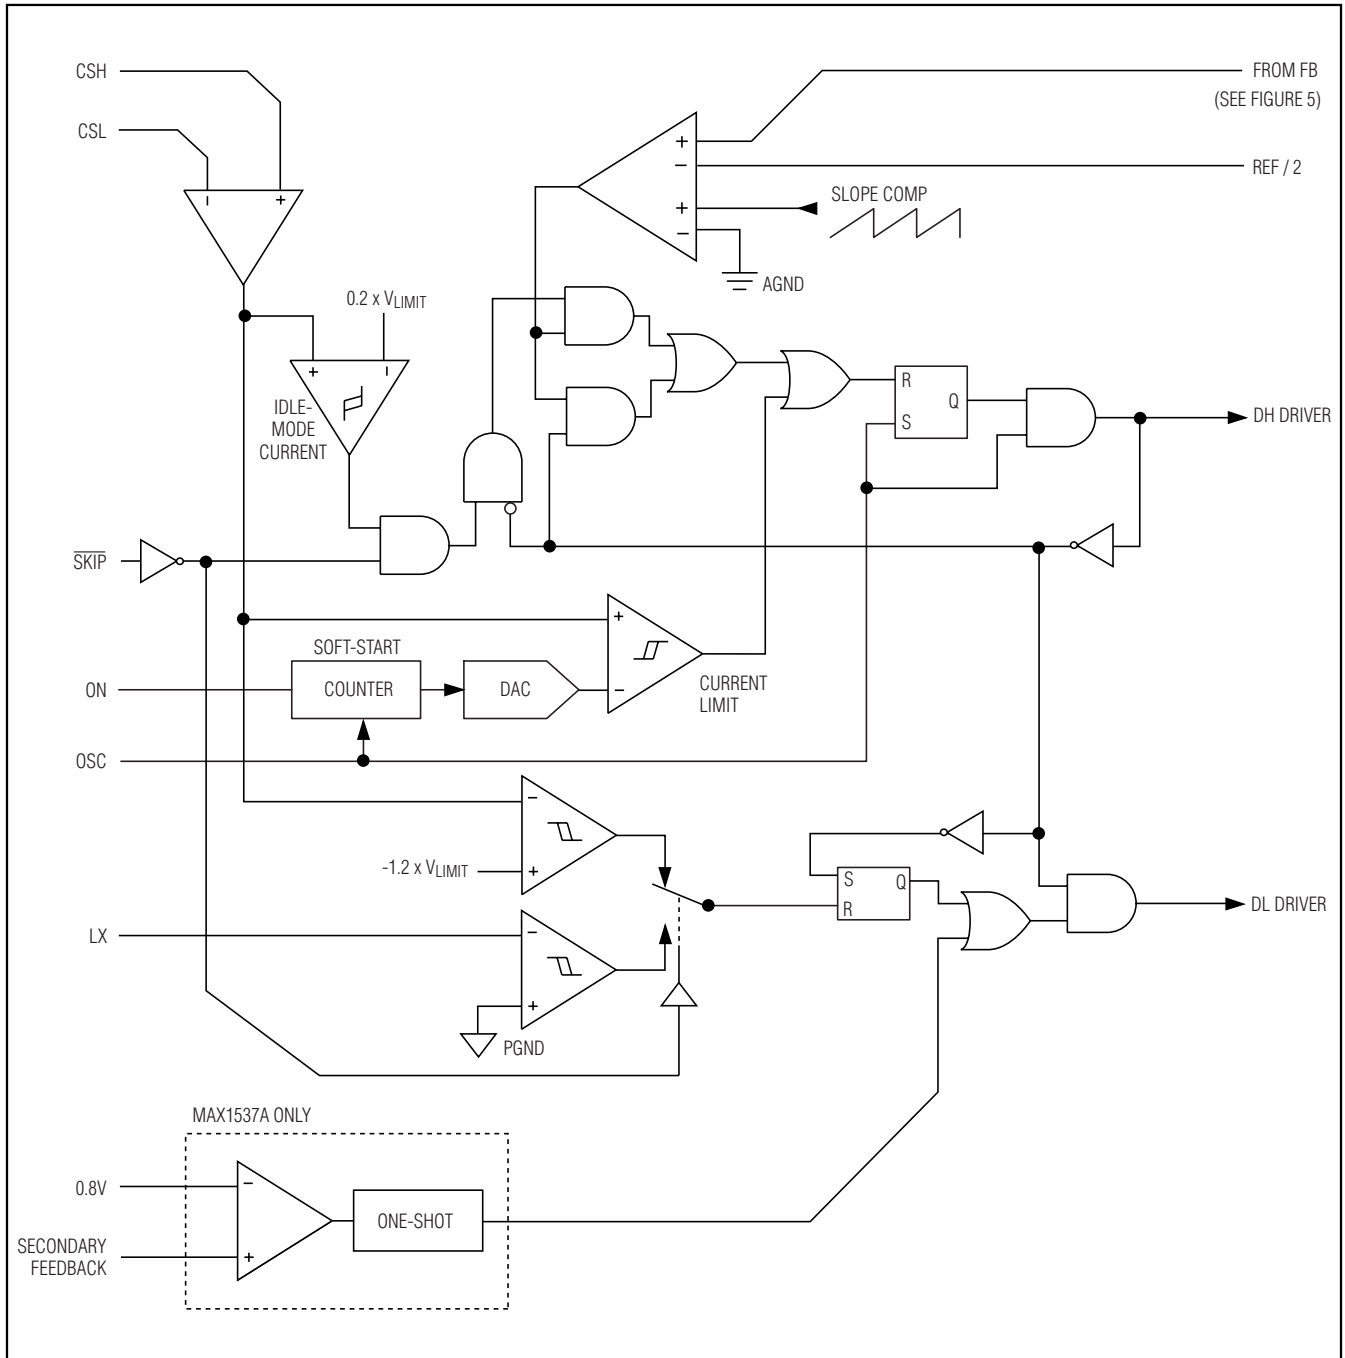 CSH
FROM FB
(SEE FIGURE 5)
CSL
+
−
REF / 2
− +
+
SLOPE COMP
−
AGND
0.2 x VLIMIT
+ −
IDLE-
MODE
CURRENT
R
Q
S
DH DRIVER
SKIP
+
SOFT-START
ON
COUNTER
DAC
−
CURRENT
LIMIT
OSC
−
-1.2 x VLIMIT
+
S
Q
R
DL DRIVER
LX
−
+
PGND
MAX1537A ONLY
0.8V
−
ONE-SHOT
SECONDARY
FEEDBACK
+